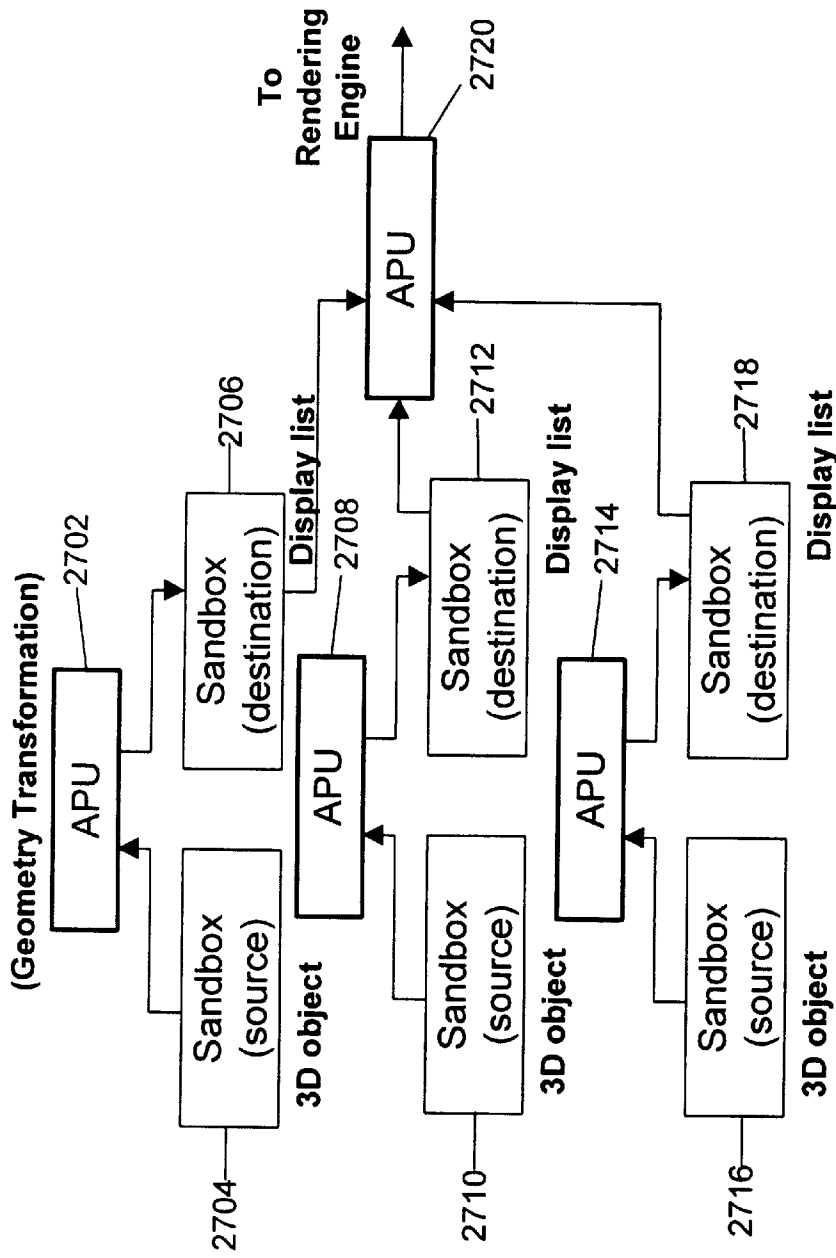 (Geometry Transformation)
2702
APU
2704
Sandbox
(source)
3D object
2706
Sandbox
(destination)
Display list
2708
APU
2710
Sandbox
(source)
3D object
2712
Sandbox
(destination)
Display list
2714
APU
2716
Sandbox
(source)
3D object
2718
Sandbox
(destination)
Display list
APU
2720
To
Rendering
Engine